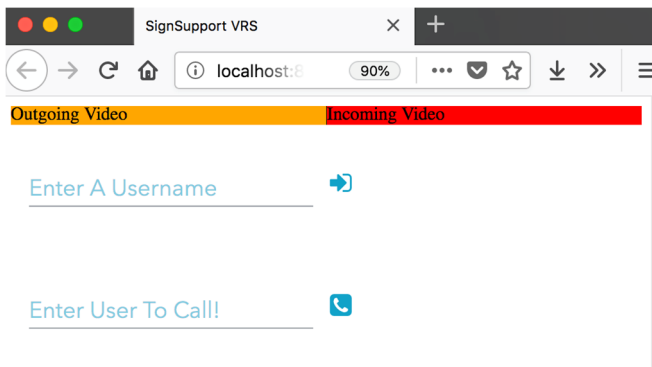 SignSupport VRS
localhost:8
90%
Outgoing Video
Incoming Video
Enter A Username
Enter User To Call!